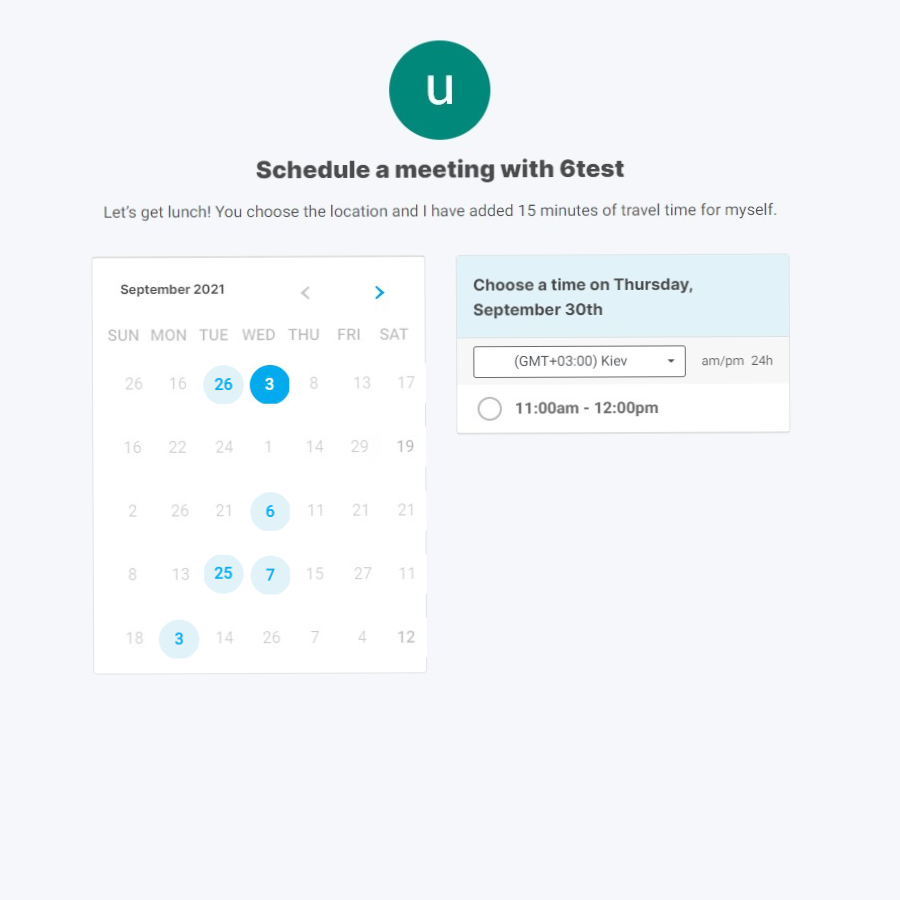 u
Schedule a meeting with 6test
Let's get lunch! You choose the location and I have added 15 minutes of travel time for myself.
September 2021
SUN MON TUE WED THU FRI SAT
26 16 26 3 8 13 17
16 22 24 1 14 29 19
2 26 21 6 11 21 21
8 13 25 7 15 27 11
18 3 14 26 7 4 12
Choose a time on Thursday,
September 30th
(GMT+03:00) Kiev am/pm 24h
11:00am - 12:00pm